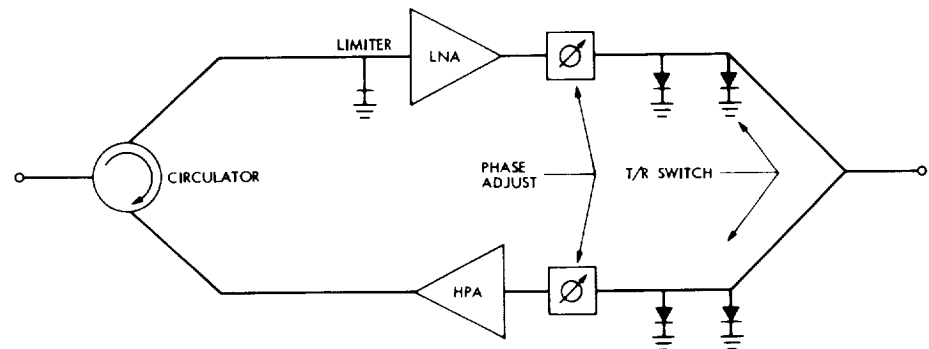 LIMITER
LNA
CIRCULATOR
PHASE
ADJUST
T/R SWITCH
HPA